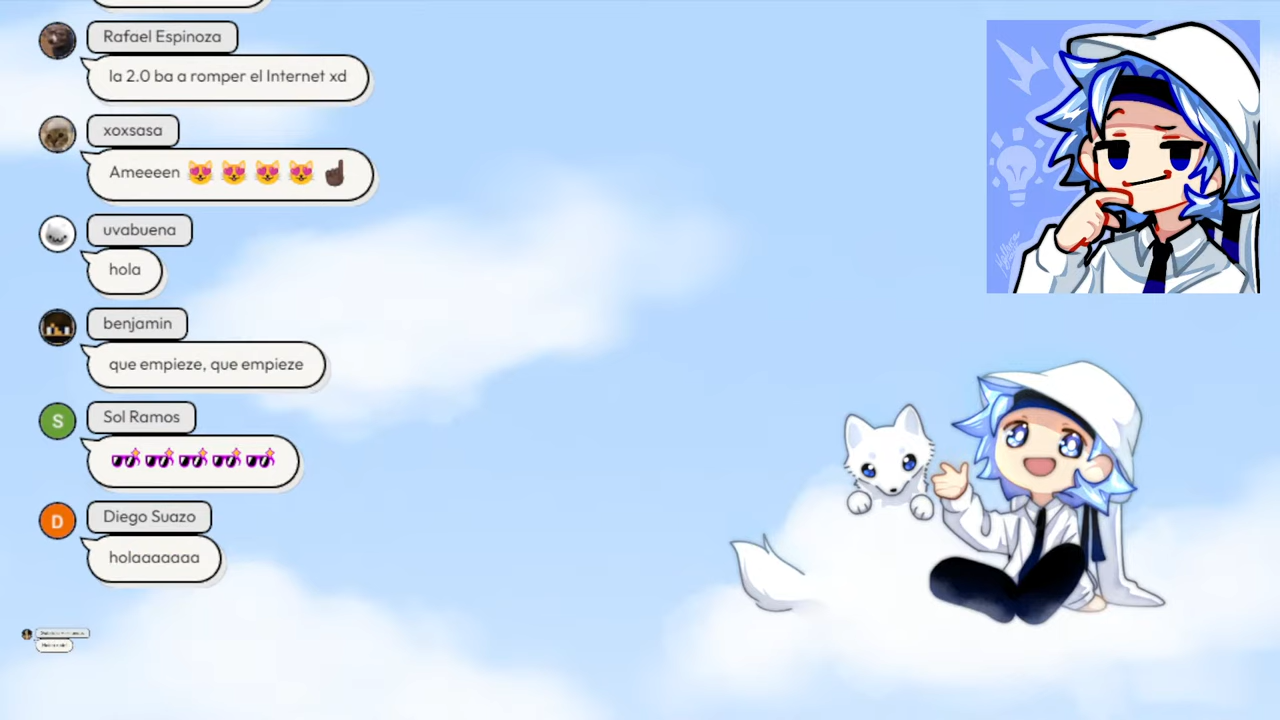 Rafael Espinoza
la 2.0 ba a romper el Internet xd
xoxsasa
Ameeeen 😻 😻 😻 😻 ☝🏿
uvabuena
hola
benjamin
que empieze, que empieze
S
Sol Ramos
D
Diego Suazo
holaaaaaaa